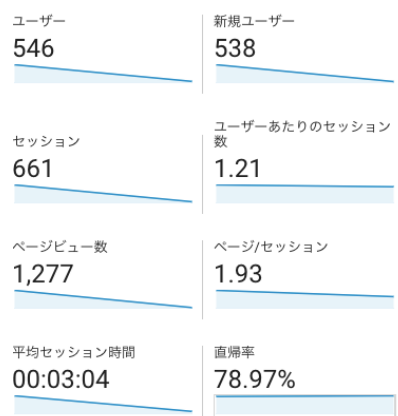 ユーザー
546
新規ユーザー
538
セッション
661
ユーザーあたりのセッション
数
1.21
ページビュー数
1,277
ページ/セッション
1.93
平均セッション時間
00:03:04
直帰率
78.97%